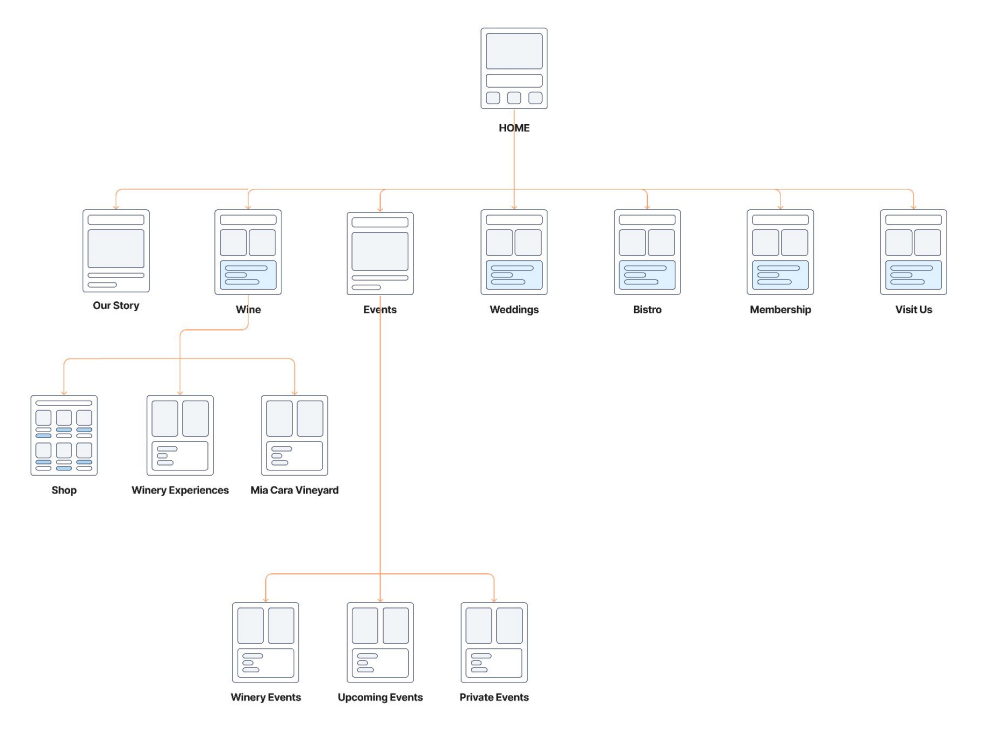 HOME
Our Story
Wine
Events
Weddings
Bistro
Membership
Visit Us
Shop
Winery Experiences
Mia Cara Vineyard
Winery Events
Upcoming Events
Private Events